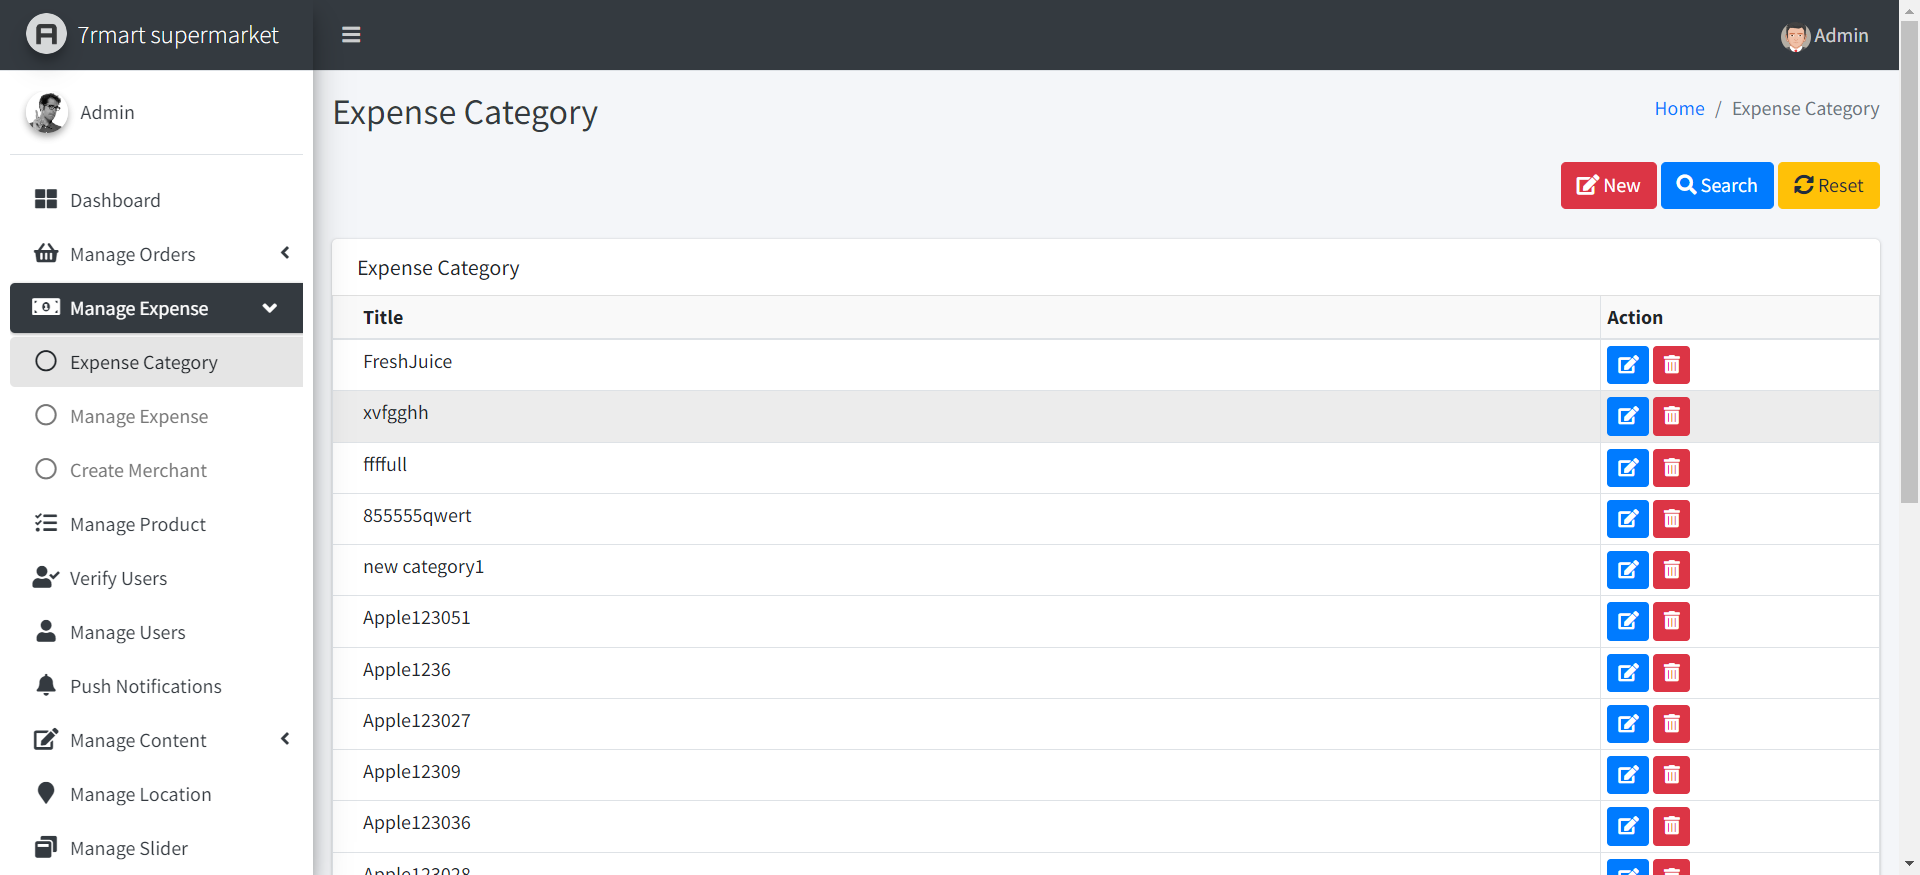 7rmart supermarket
Admin
Admin
Dashboard
Manage Orders
Manage Expense
Expense Category
Manage Expense
Create Merchant
Manage Product
Verify Users
Manage Users
Push Notifications
Manage Content
Manage Location
Manage Slider
Expense Category
Home / Expense Category
New Search Reset
Expense Category
Title Action
FreshJuice
xvfgghh
ffffull
855555qwert
new category1
Apple123051
Apple1236
Apple123027
Apple12309
Apple123036
Apple123028